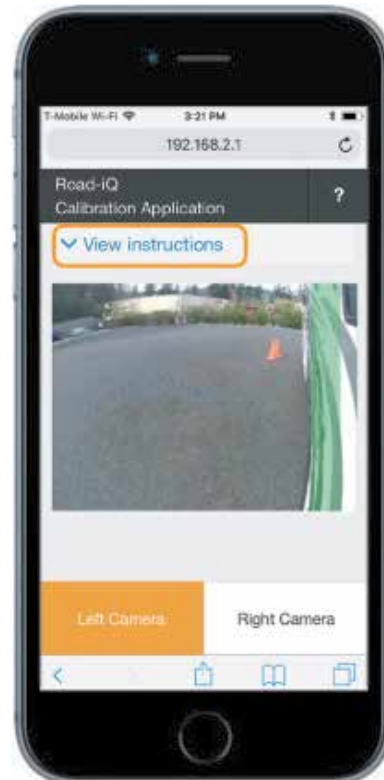 T-Mobile Wi-Fi 3:21 PM
192.168.2.1
Road-iQ
Calibration Application
?
View instructions
Left Camera
Right Camera